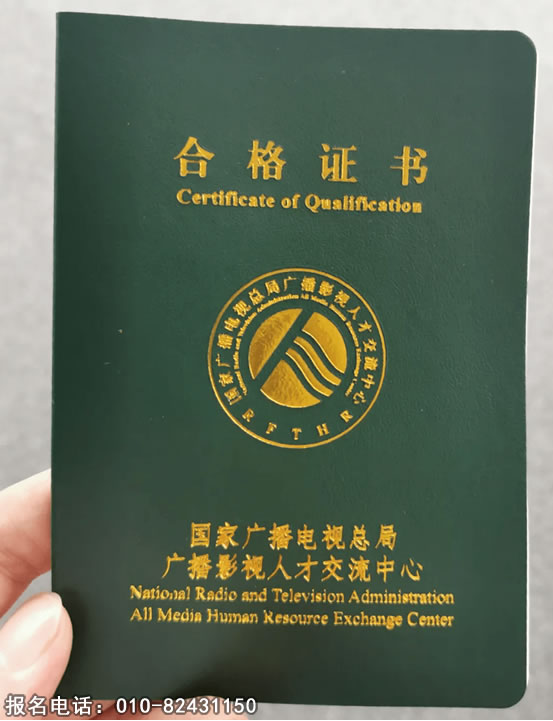 合格证书
Certificate of Qualification
国家广播电视总局广播影视人才交流中心
RFTHR
国家广播电视总局
广播影视人才交流中心
National Radio and Television Administration
All Media Human Resource Exchange Center
报名电话：010-82431150